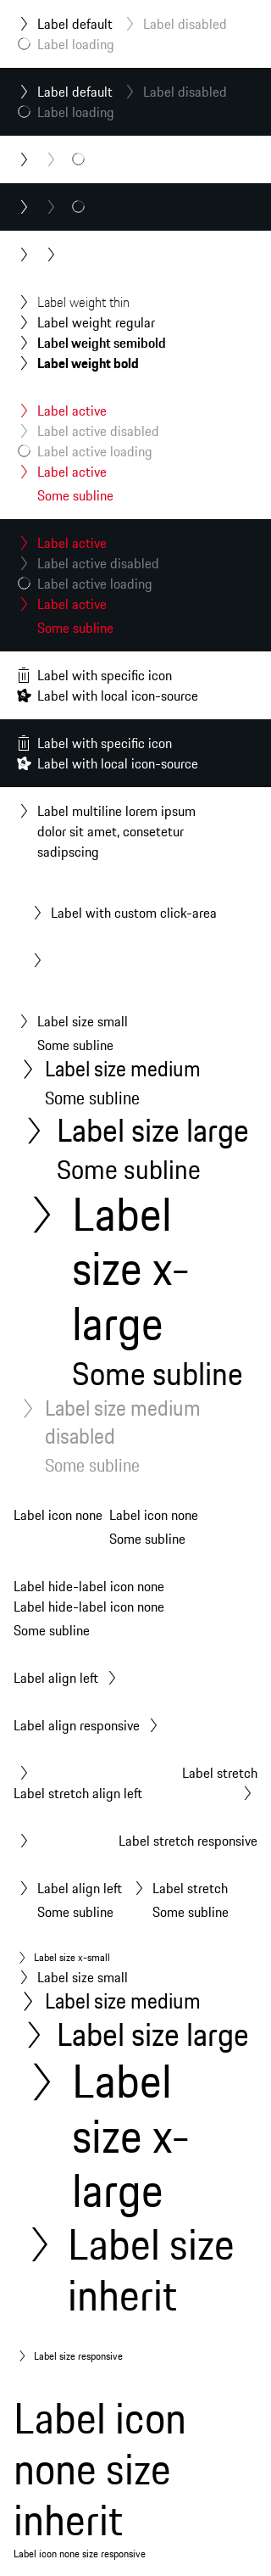 Label default Label disabled
Label loading
Label default Label disabled
Label loading
Label weight thin
Label weight regular
Label weight semibold
Label weight bold
Label active
Label active disabled
Label active loading
Label active
Some subline
Label active
Label active disabled
Label active loading
Label active
Some subline
Label with specific icon
Label with local icon-source
Label with specific icon
Label with local icon-source
Label multiline lorem ipsum
dolor sit amet, consetetur
sadipscing
Label with custom click-area
Label size small
Some subline
Label size medium
Some subline
Label size large
Some subline
Label
size x-
large
Some subline
Label size medium
disabled
Some subline
Label icon none Label icon none
Some subline
Label hide-label icon none
Label hide-label icon none
Some subline
Label align left
Label align responsive
Label stretch
Label stretch align left
Label stretch responsive
Label align left Label stretch
Some subline Some subline
Label size x-small
Label size small
Label size medium
Label size large
Label
size x-
large
Label size
inherit
Label size responsive
Label icon
none size
inherit
Label icon none size responsive